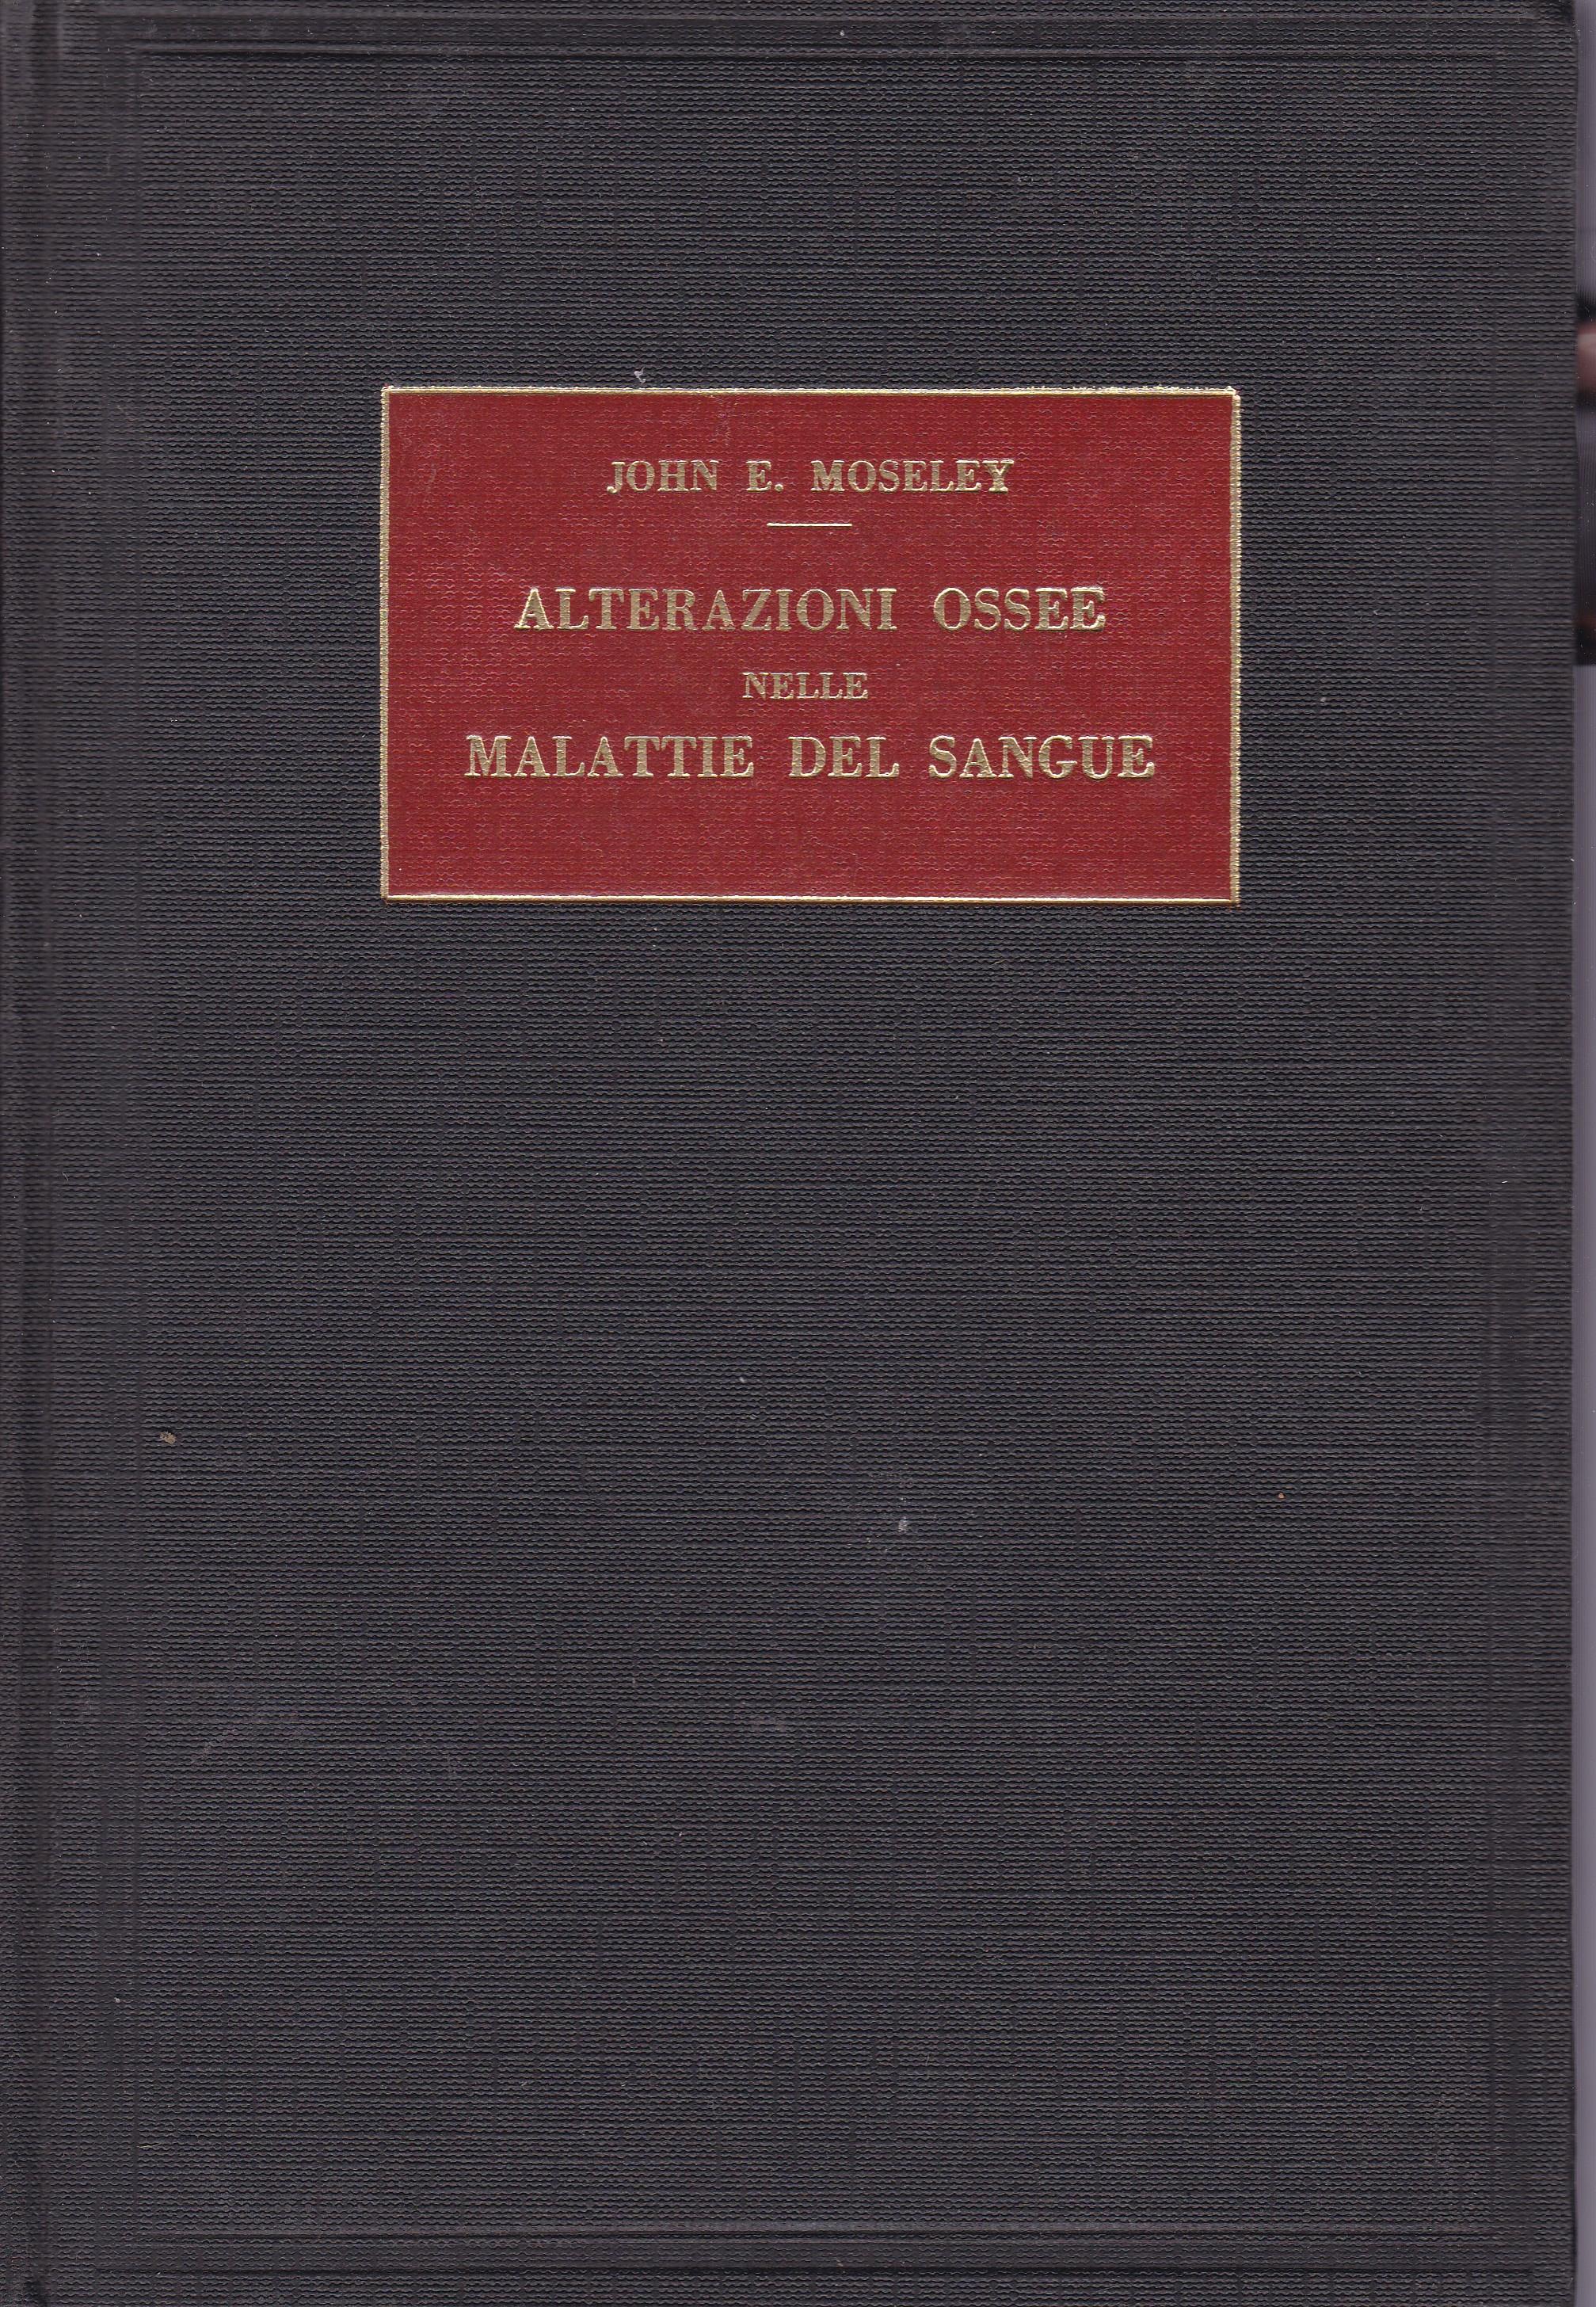 JOHN E. MOSELEY
ALTERAZIONI OSSEE
NELLE
MALATTIE DEL SANGUE